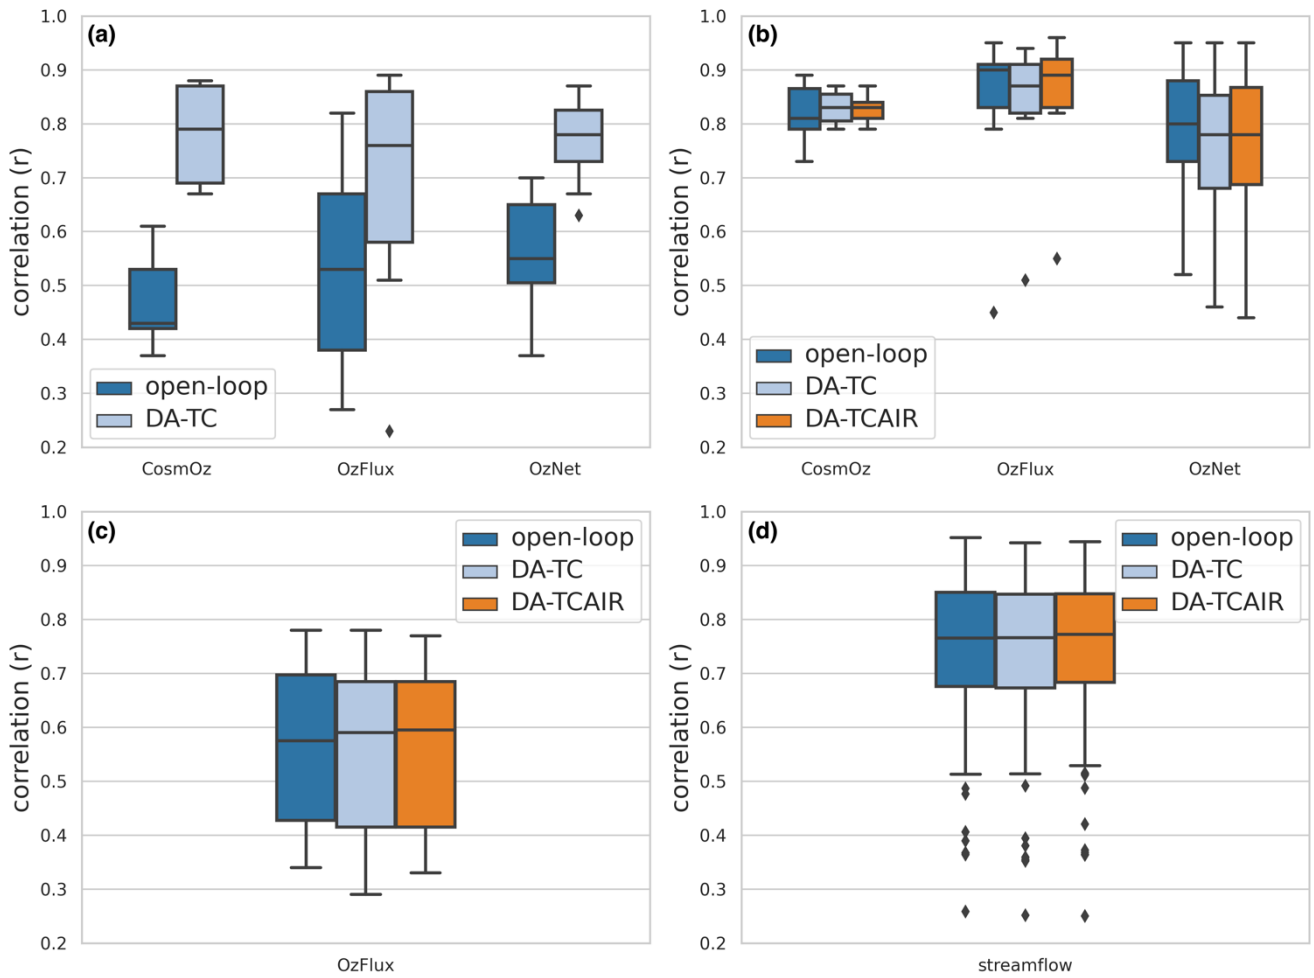 (a)
correlation (r)
1.0
0.9
0.8
0.7
0.6
0.5
0.4
0.3
0.2
open-loop
DA-TC
CosmOz OzFlux OzNet
(b)
correlation (r)
1.0
0.9
0.8
0.7
0.6
0.5
0.4
0.3
0.2
open-loop
DA-TC
DA-TCAIR
CosmOz OzFlux OzNet
(c)
correlation (r)
1.0
0.9
0.8
0.7
0.6
0.5
0.4
0.3
0.2
open-loop
DA-TC
DA-TCAIR
OzFlux
(d)
correlation (r)
1.0
0.9
0.8
0.7
0.6
0.5
0.4
0.3
0.2
open-loop
DA-TC
DA-TCAIR
streamflow